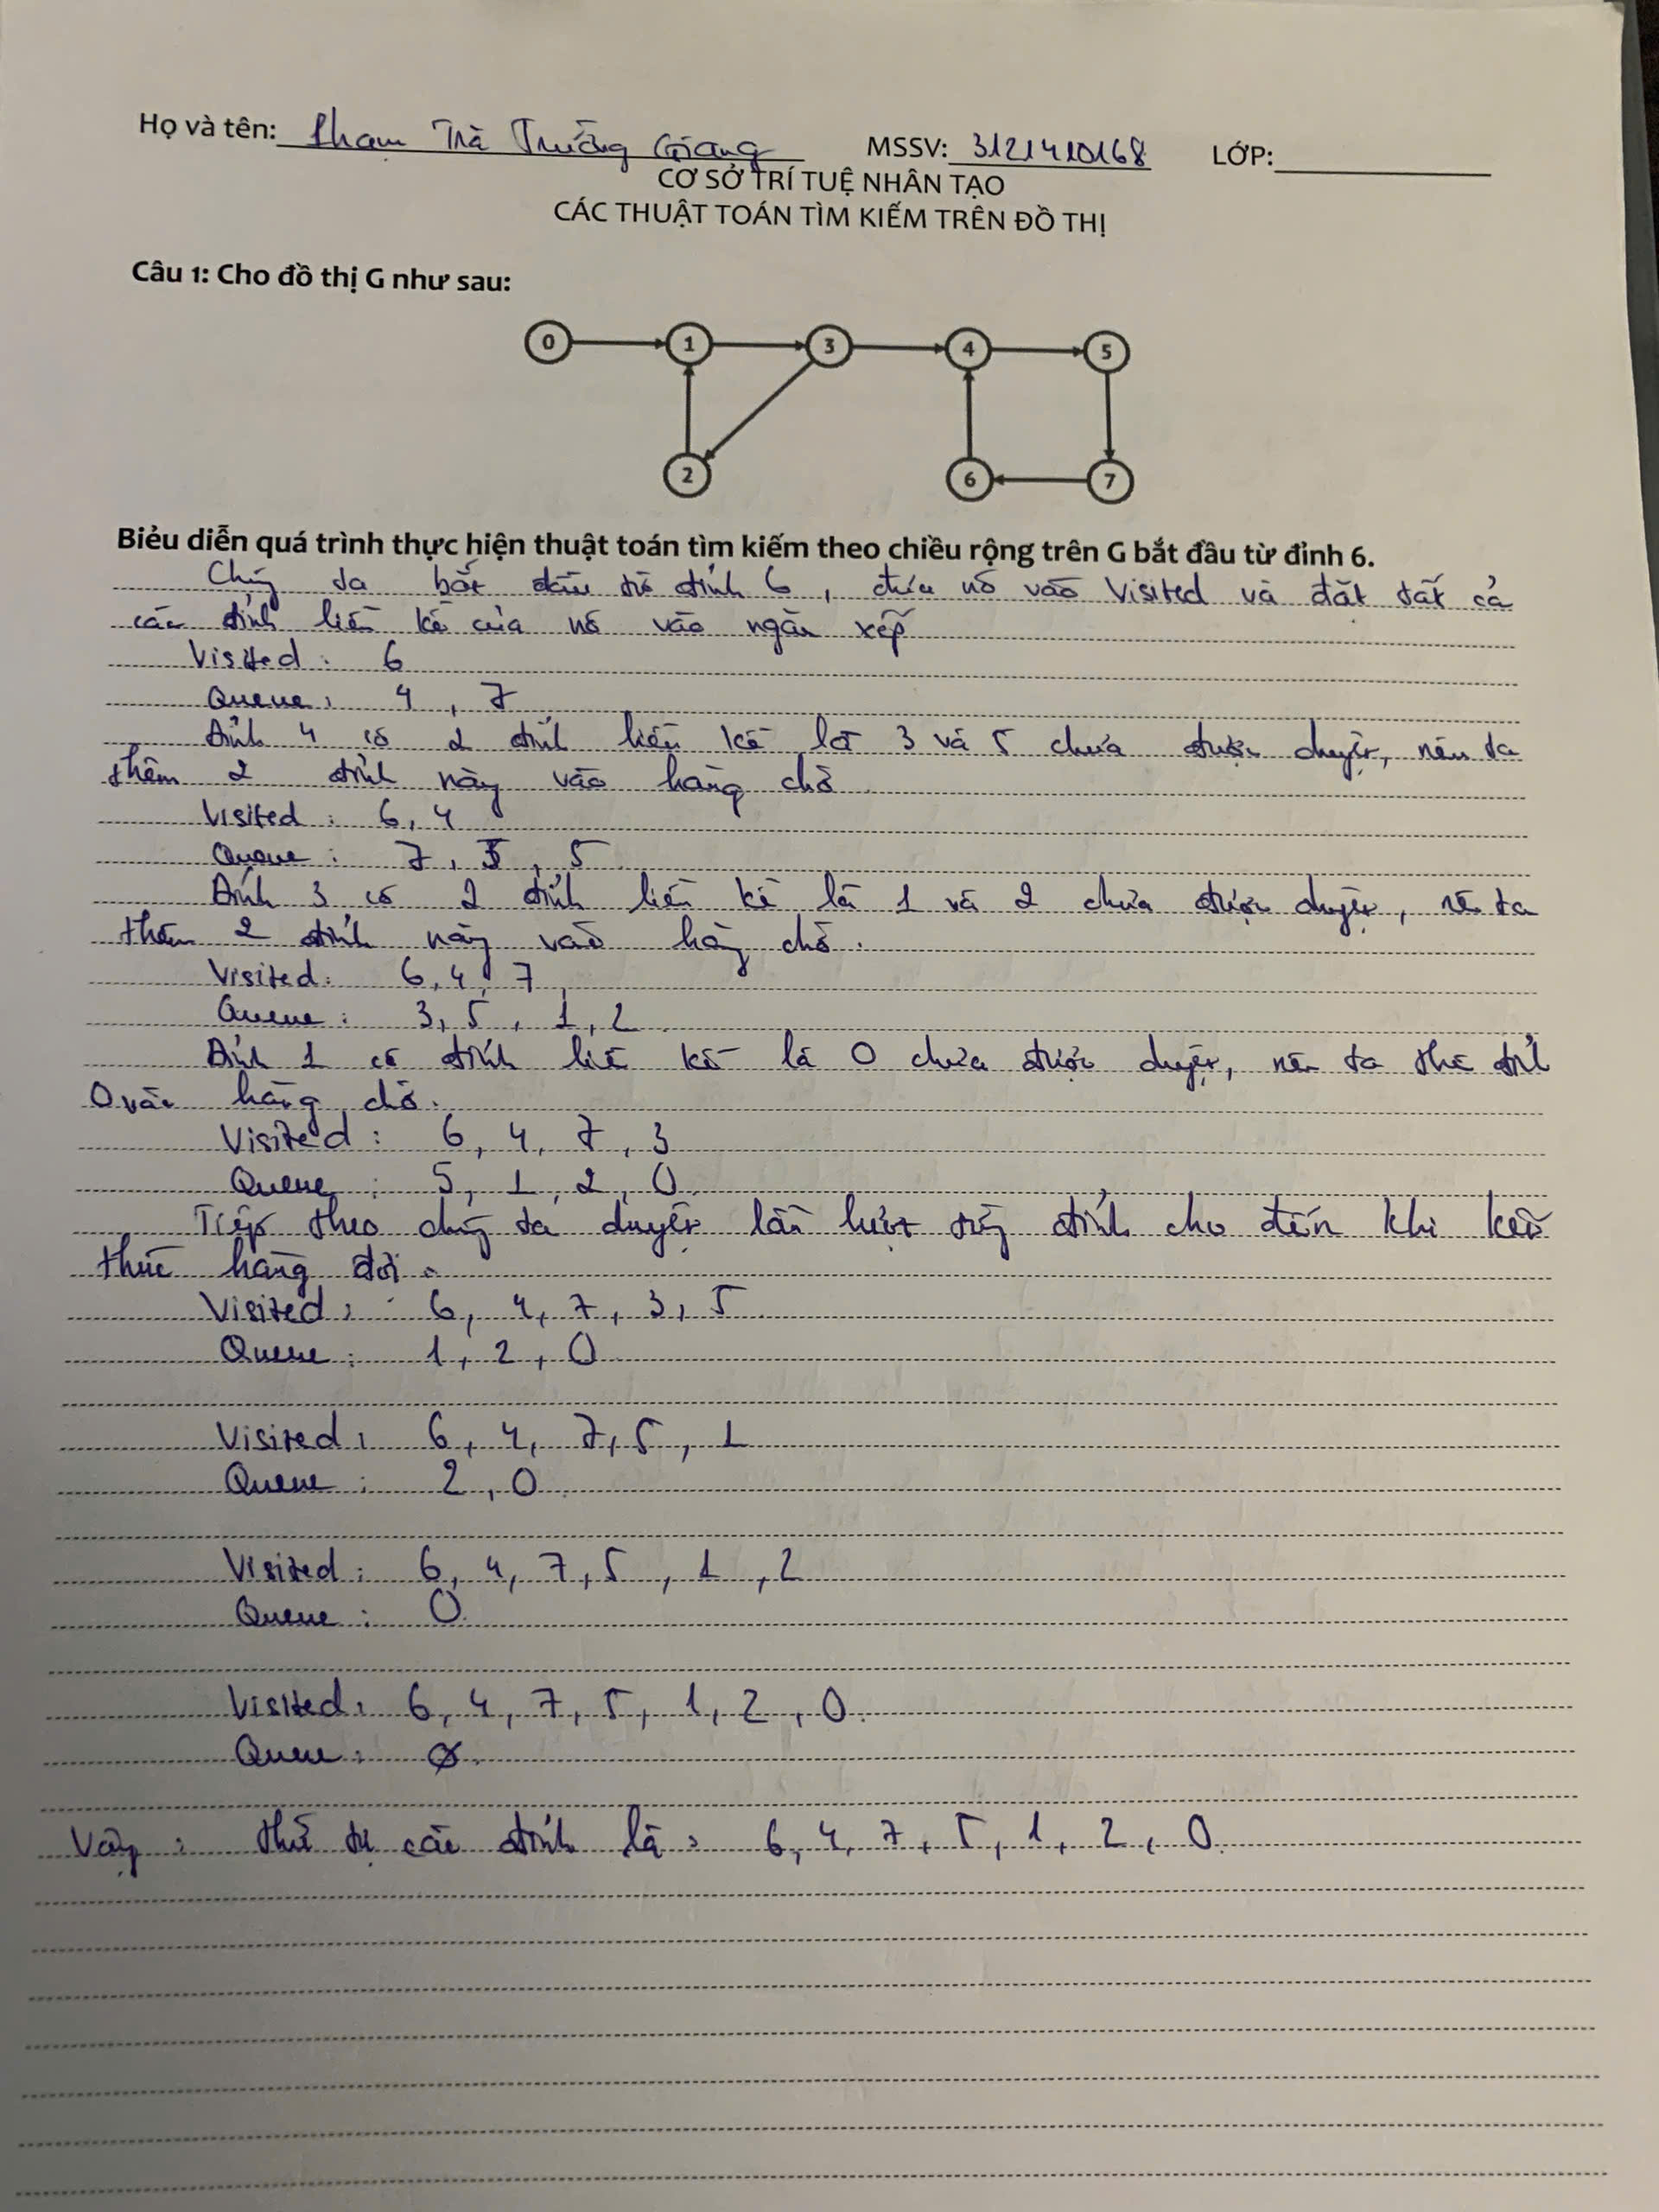 Họ và tên: Phạm Trà Trường Giang MSSV: 3121410168 LỚP:
CƠ SỞ TRÍ TUỆ NHÂN TẠO
CÁC THUẬT TOÁN TÌM KIẾM TRÊN ĐỒ THỊ
Câu 1: Cho đồ thị G như sau:
0 1 3 4 5
2 6 7
Biểu diễn quá trình thực hiện thuật toán tìm kiếm theo chiều rộng trên G bắt đầu từ đỉnh 6.
Chúng ta bắt đầu từ đỉnh 6, đưa nó vào Visited và đặt tất cả
các đỉnh liền kề của nó vào ngăn xếp
Visited: 6
Queue: 4, 7
Đỉnh 4 có 2 đỉnh liền kề là 3 và 5 chưa được duyệt, nên ta
thêm 2 đỉnh này vào hàng chờ
Visited: 6, 4
Queue: 7, 3, 5
Đỉnh 3 có 2 đỉnh liền kề là 1 và 2 chưa được duyệt, nên ta
thêm 2 đỉnh này vào hàng chờ.
Visited: 6, 4, 7
Queue: 3, 5, 1, 2
Đỉnh 1 có đỉnh liền kề là 0 chưa được duyệt, nên ta thê đỉnh
0 vào hàng chờ.
Visited: 6, 4, 7, 3
Queue: 5, 1, 2, 0
Tiếp theo chúng ta duyệt lần lượt từng đỉnh cho đến khi kết
thúc hàng đợi.
Visited: 6, 4, 7, 3, 5
Queue: 1, 2, 0
Visited: 6, 4, 7, 5, 1
Queue: 2, 0
Visited: 6, 4, 7, 5, 1, 2
Queue: 0
Visited: 6, 4, 7, 5, 1, 2, 0.
Queue: ∅.
Vậy: thứ tự các đỉnh là: 6, 4, 7, 5, 1, 2, 0.